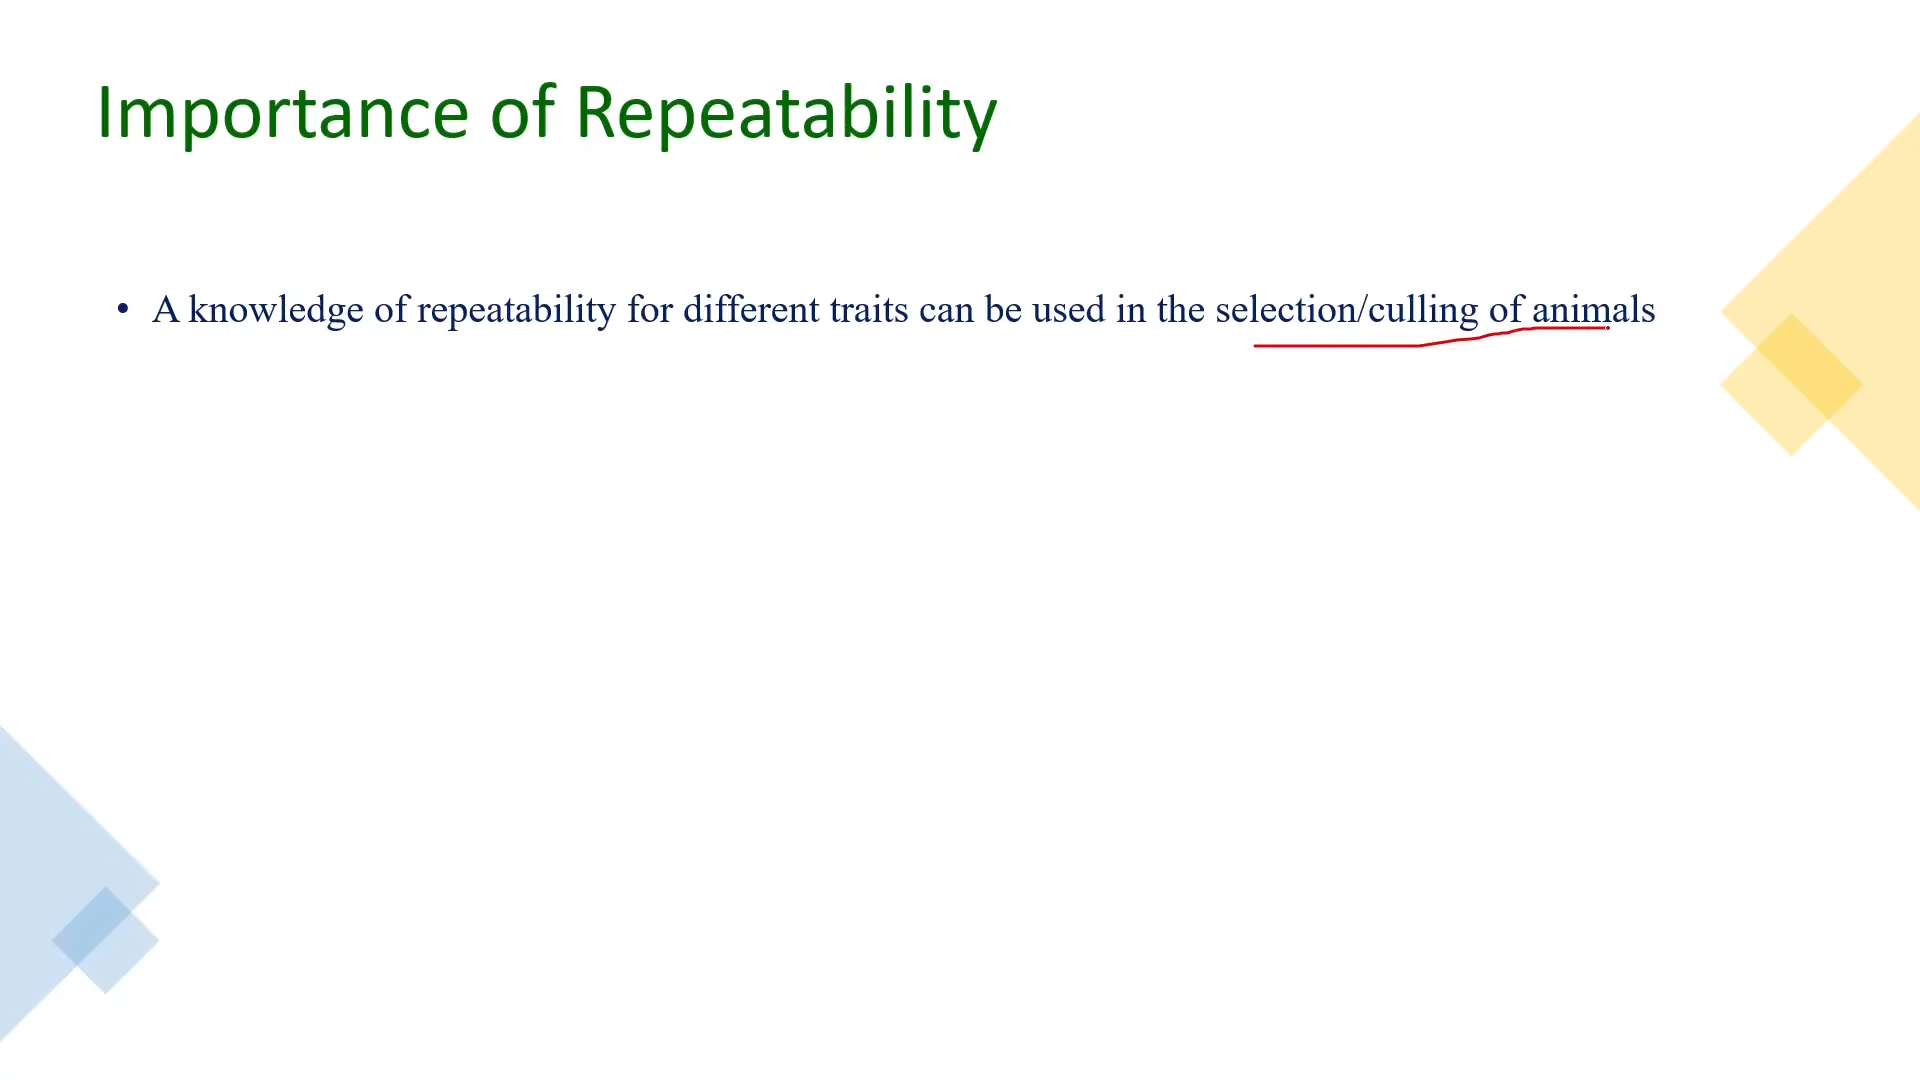 Importance of Repeatability
• A knowledge of repeatability for different traits can be used in the selection/culling of animals